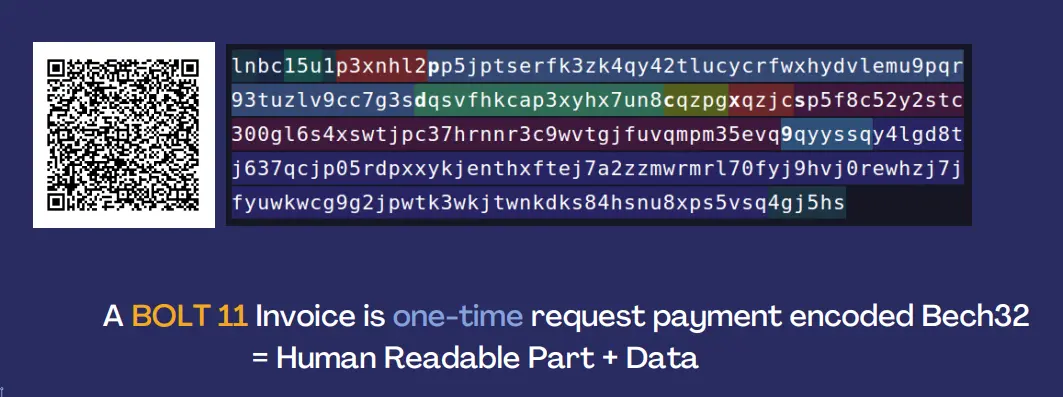 lnbc15u1p3xnhl2pp5jptserfk3zk4qy42tlucycrfwxhydvlemu9pqr
93tuzlv9cc7g3sdqsvfhkcap3xyhx7un8cqzpgxqzjcsp5f8c52y2stc
300gl6s4xswtjpc37hrnnr3c9wvtgjfuvqmpm35evq9qyyssqy4lgd8t
j637qcjp05rdpxxykjenthxftej7a2zzmwrmrl70fyj9hvj0rewhzj7j
fyuwkwcg9g2jpwtk3wkjtwnkdks84hsnu8xps5vsq4gj5hs
A BOLT 11 Invoice is one-time request payment encoded Bech32
= Human Readable Part + Data